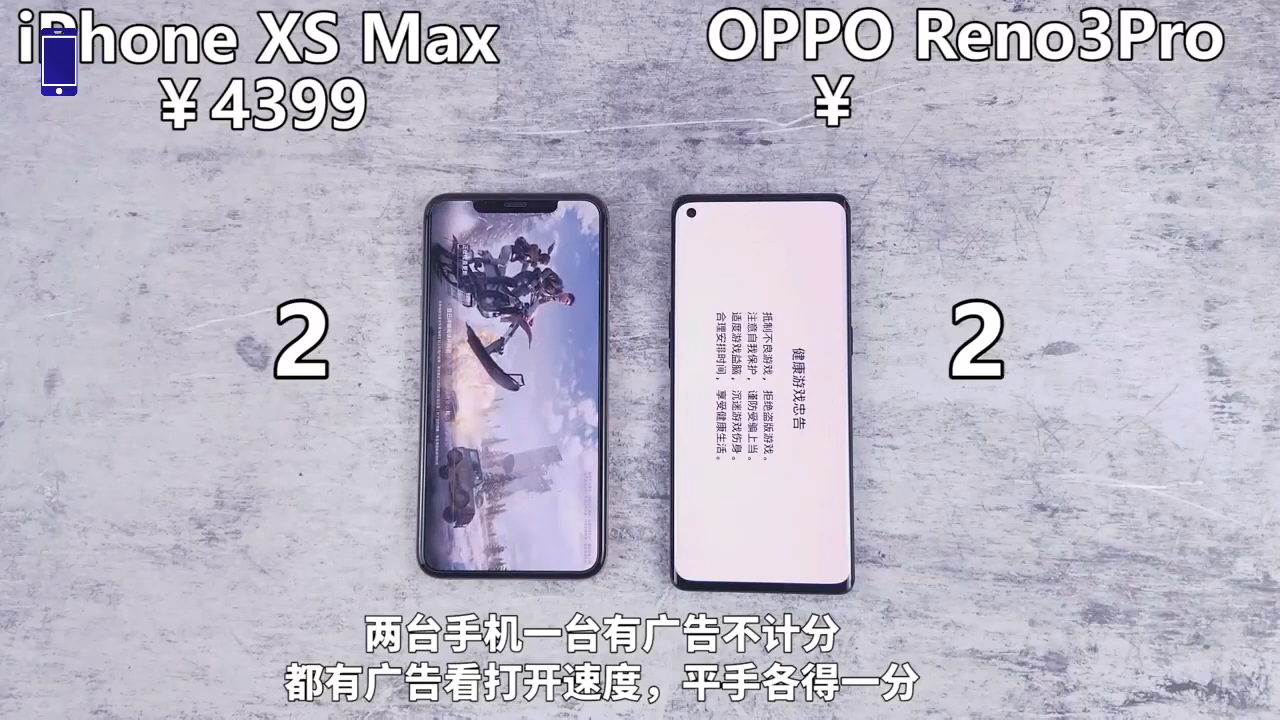 iPhone XS Max
￥4399
OPPO Reno3Pro
￥
2
2
健康游戏忠告
抵制不良游戏，拒绝盗版游戏。
注意自我保护，谨防受骗上当。
适度游戏益脑，沉迷游戏伤身。
合理安排时间，享受健康生活。
两台手机一台有广告不计分
都有广告看打开速度，平手各得一分